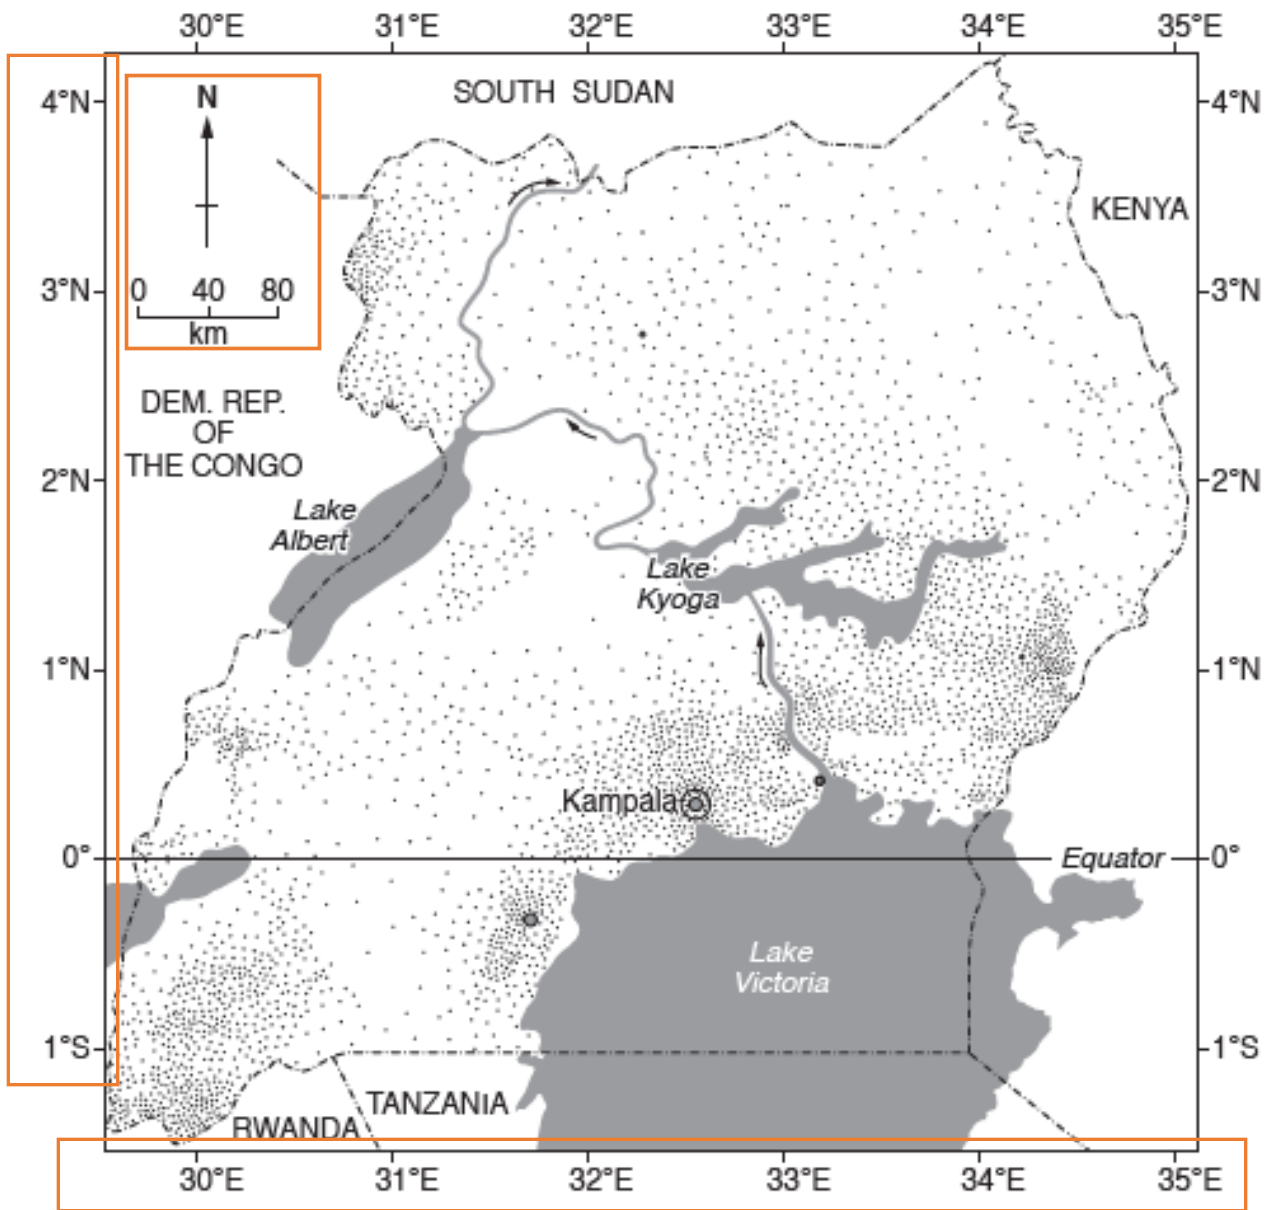 30°E 31°E 32°E 33°E 34°E 35°E
SOUTH SUDAN
4°N 4°N
N
KENYA
3°N 3°N
0 40 80
km
DEM. REP.
OF
THE CONGO
2°N 2°N
Lake
Albert
Lake
Kyoga
1°N 1°N
Kampala
0° Equator 0°
Lake
Victoria
1°S 1°S
TANZANIA
RWANDA
30°E 31°E 32°E 33°E 34°E 35°E